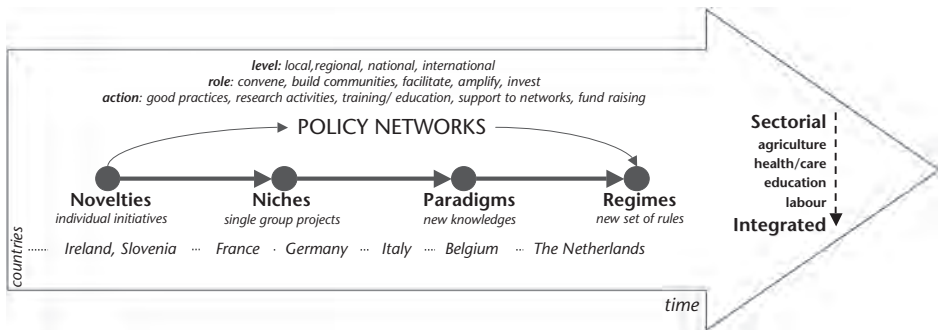 level: local,regional, national, international
role: convene, build communities, facilitate, amplify, invest
action: good practices, research activities, training/ education, support to networks, fund raising
POLICY NETWORKS
Novelties
individual initiatives
Niches
single group projects
Paradigms
new knowledges
Regimes
new set of rules
countries
...... Ireland, Slovenia ... France . Germany ... Italy ... Belgium ... The Netherlands
time
Sectorial
agriculture
health/care
education
labour
Integrated